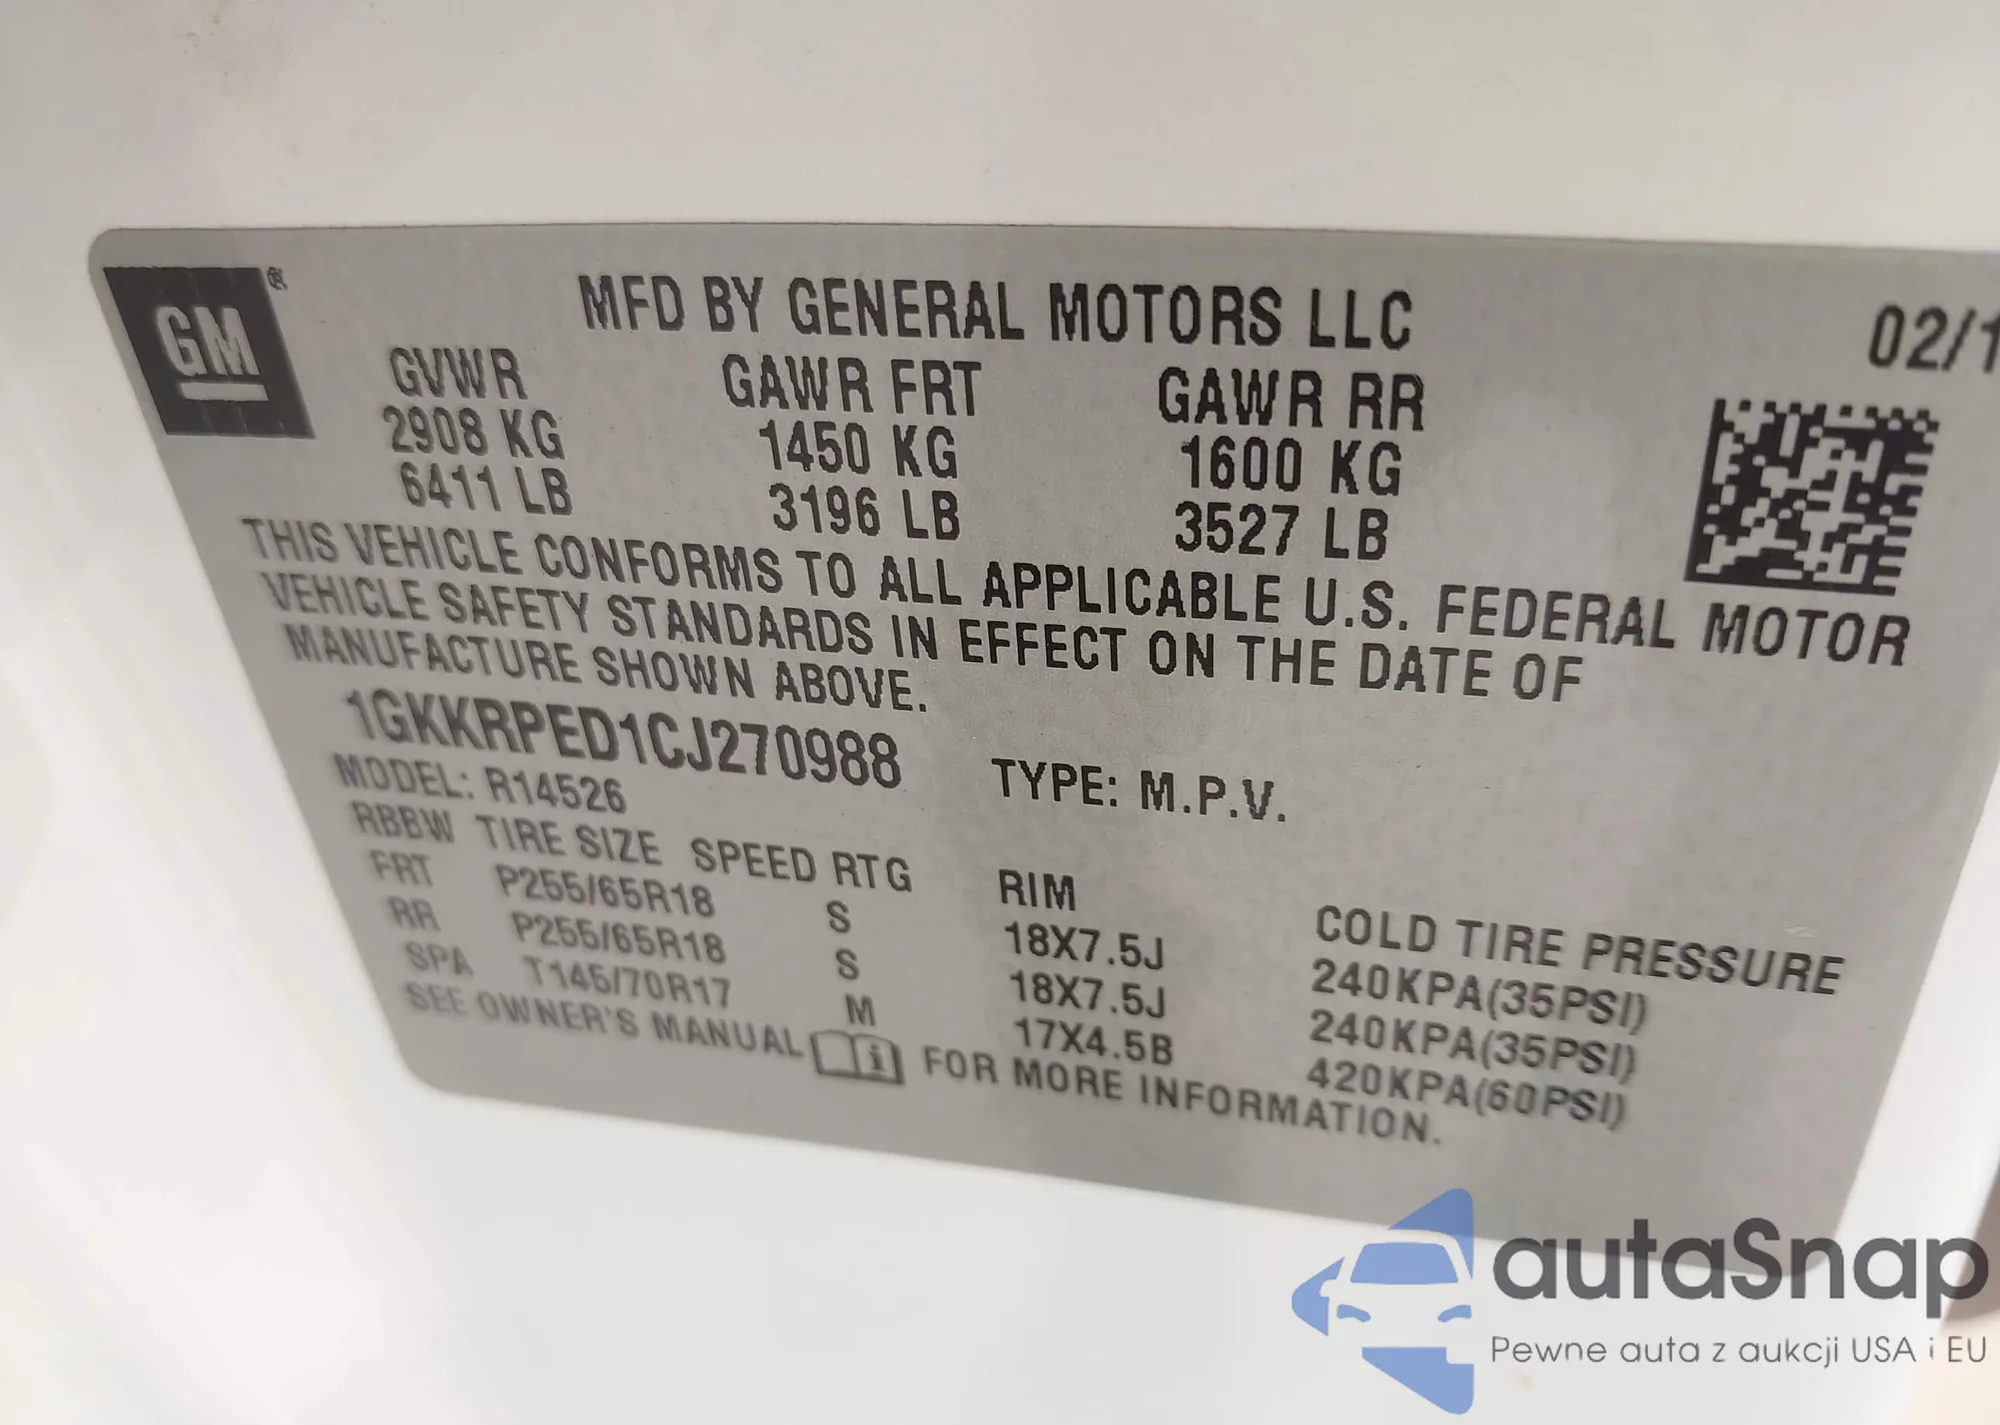 GM®
MFD BY GENERAL MOTORS LLC
02/1
GVWR GAWR FRT GAWR RR
2908 KG 1450 KG 1600 KG
6411 LB 3196 LB 3527 LB
THIS VEHICLE CONFORMS TO ALL APPLICABLE U.S. FEDERAL MOTOR
VEHICLE SAFETY STANDARDS IN EFFECT ON THE DATE OF
MANUFACTURE SHOWN ABOVE.
1GKKRPED1CJ270988 TYPE: M.P.V.
MODEL: R14526
RBBW TIRE SIZE SPEED RTG RIM COLD TIRE PRESSURE
FRT P255/65R18 S 18X7.5J 240KPA(35PSI)
RR P255/65R18 S 18X7.5J 240KPA(35PSI)
SPA T145/70R17 M 17X4.5B 420KPA(60PSI)
SEE OWNER'S MANUAL i FOR MORE INFORMATION.
autaSnap
Pewne auta z aukcji USA i EU